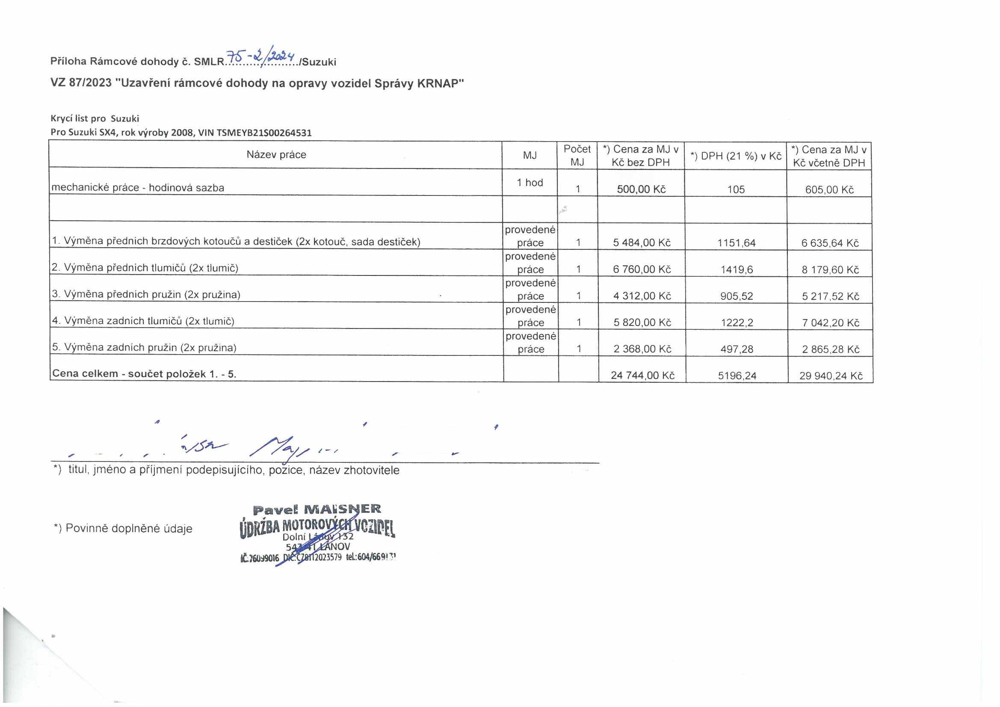 Příloha Rámcové dohody č. SMLR 75-2/2024 /Suzuki
VZ 87/2023 "Uzavření rámcové dohody na opravy vozidel Správy KRNAP"
Krycí list pro Suzuki
Pro Suzuki SX4, rok výroby 2008, VIN TSMEYB21S00264531
Název práce MJ Počet MJ *) Cena za MJ v Kč bez DPH *) DPH (21 %) v Kč *) Cena za MJ v Kč včetně DPH
mechanické práce - hodinová sazba 1 hod 1 500,00 Kč 105 605,00 Kč
1. Výměna předních brzdových kotoučů a destiček (2x kotouč, sada destiček) provedené práce 1 5 484,00 Kč 1151,64 6 635,64 Kč
2. Výměna předních tlumičů (2x tlumič) provedené práce 1 6 760,00 Kč 1419,6 8 179,60 Kč
3. Výměna předních pružin (2x pružina) provedené práce 1 4 312,00 Kč 905,52 5 217,52 Kč
4. Výměna zadních tlumičů (2x tlumič) provedené práce 1 5 820,00 Kč 1222,2 7 042,20 Kč
5. Výměna zadních pružin (2x pružina) provedené práce 1 2 368,00 Kč 497,28 2 865,28 Kč
Cena celkem - součet položek 1. - 5. 24 744,00 Kč 5196,24 29 940,24 Kč
*) titul, jméno a příjmení podepisujícího, pozice, název zhotovitele
*) Povinně doplněné údaje
Pavel MAISNER
ÚDRŽBA MOTOROVÝCH VOZIDEL
Dolní Lánov 132
543 41 LÁNOV
IČ:76099016 tel.:604/669131